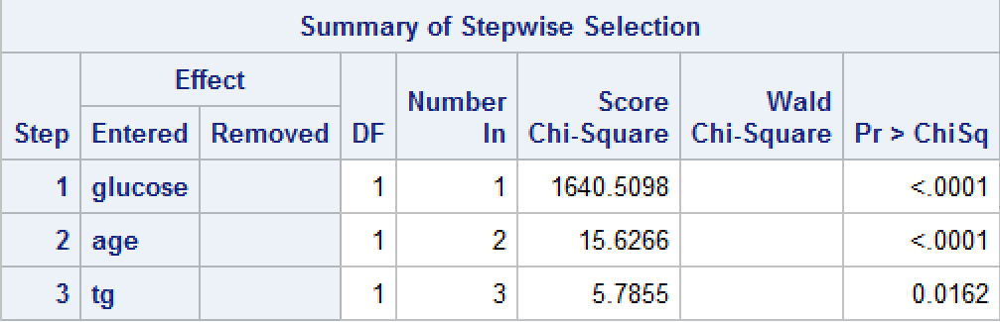 Summary of Stepwise Selection
Effect
Number Score Wald
Step Entered Removed DF In Chi-Square Chi-Square Pr > ChiSq
1 glucose 1 1 1640.5098 <.0001
2 age 1 2 15.6266 <.0001
3 tg 1 3 5.7855 0.0162